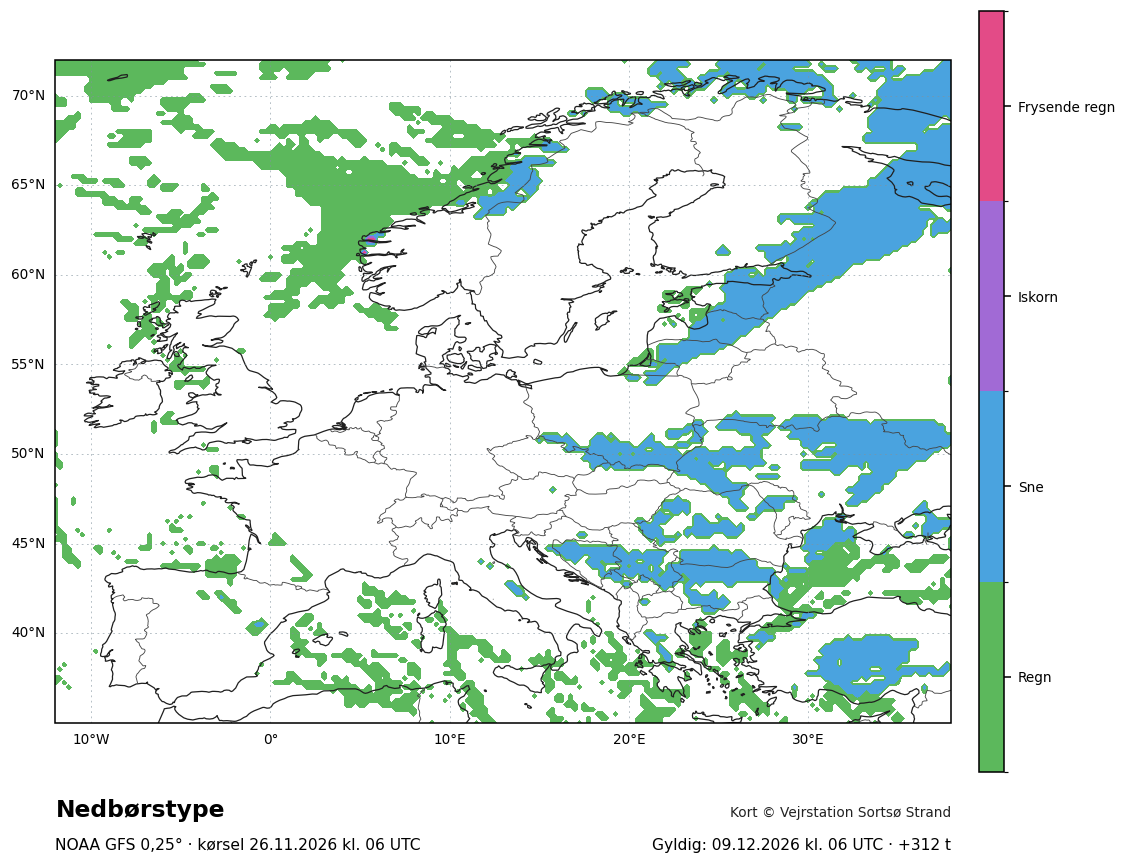 Frysende regn
Iskorn
Sne
Regn
70°N
65°N
60°N
55°N
50°N
45°N
40°N
10°W
0°
10°E
20°E
30°E
Nedbørstype
Kort © Vejrstation Sortsø Strand
NOAA GFS 0,25° · kørsel 26.11.2026 kl. 06 UTC
Gyldig: 09.12.2026 kl. 06 UTC · +312 t